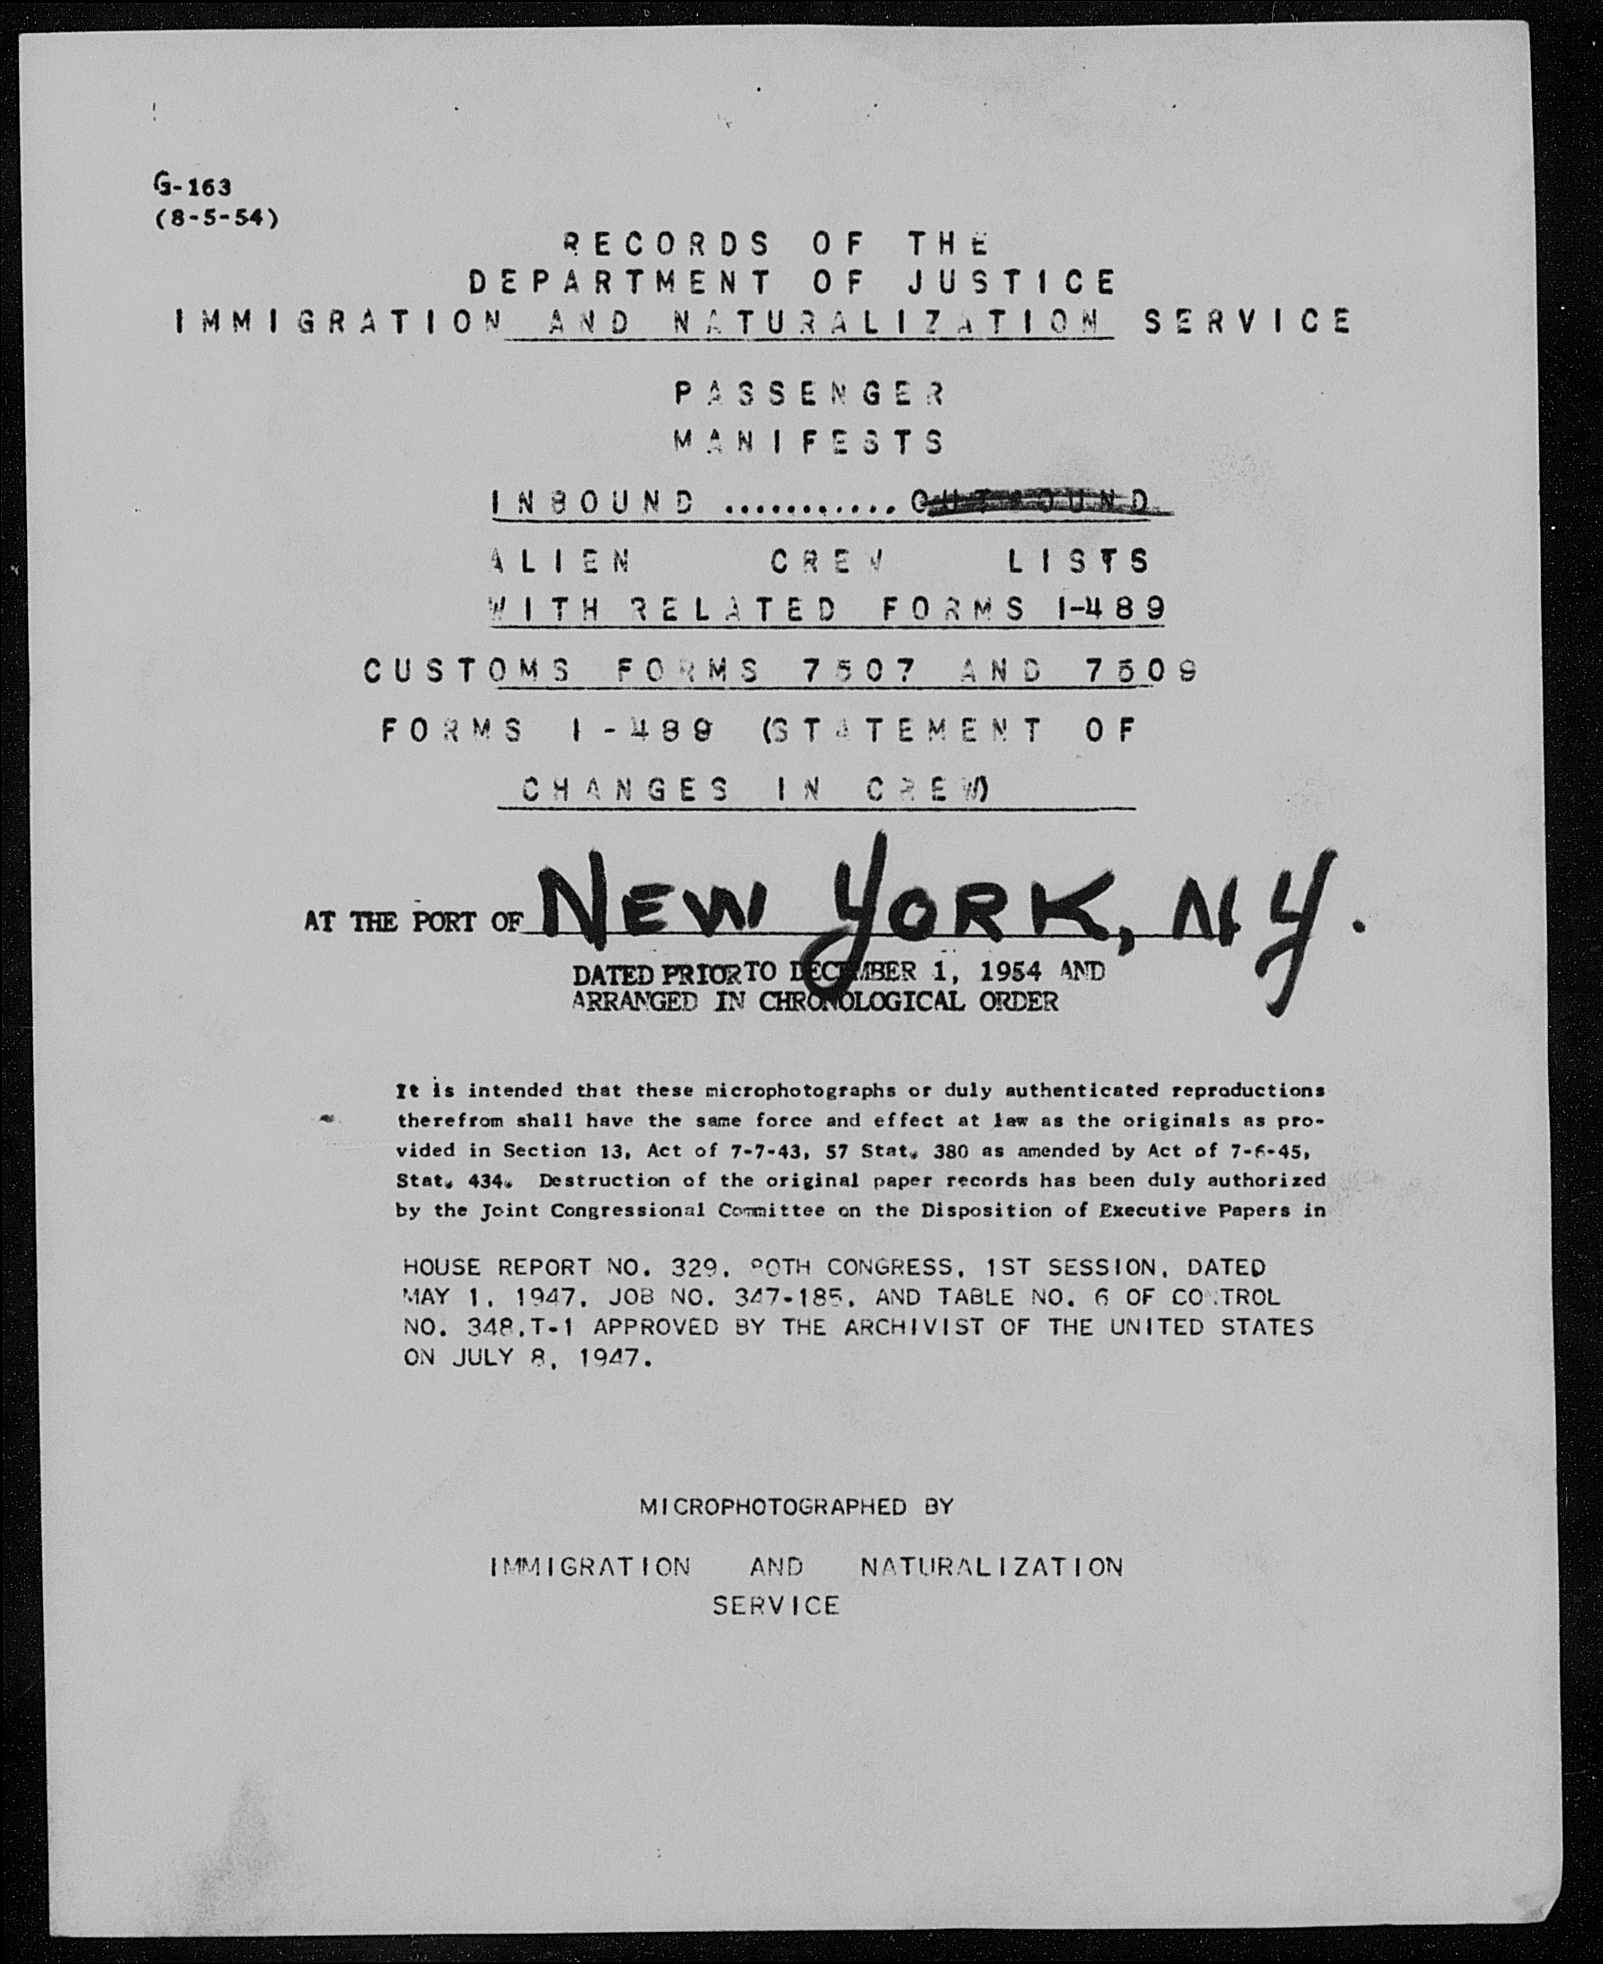 G-163
(8-5-54)
RECORDS OF THE
DEPARTMENT OF JUSTICE
IMMIGRATION AND NATURALIZATION SERVICE
PASSENGER
MANIFESTS
INBOUND ........... OUTBOUND
ALIEN CREW LISTS
WITH RELATED FORMS I-489
CUSTOMS FORMS 7507 AND 7509
FORMS I-489 (STATEMENT OF
CHANGES IN CREW)
AT THE PORT OF NEW YORK, NY.
DATED PRIOR TO DECEMBER 1, 1954 AND
ARRANGED IN CHRONOLOGICAL ORDER
It is intended that these microphotographs or duly authenticated reproductions
therefrom shall have the same force and effect at law as the originals as pro-
vided in Section 13, Act of 7-7-43, 57 Stat. 380 as amended by Act of 7-6-45,
Stat. 434. Destruction of the original paper records has been duly authorized
by the Joint Congressional Committee on the Disposition of Executive Papers in
HOUSE REPORT NO. 329, 80TH CONGRESS, 1ST SESSION, DATED
MAY 1, 1947, JOB NO. 347-185, AND TABLE NO. 6 OF CONTROL
NO. 348.T-1 APPROVED BY THE ARCHIVIST OF THE UNITED STATES
ON JULY 8, 1947.
MICROPHOTOGRAPHED BY
IMMIGRATION AND NATURALIZATION
SERVICE